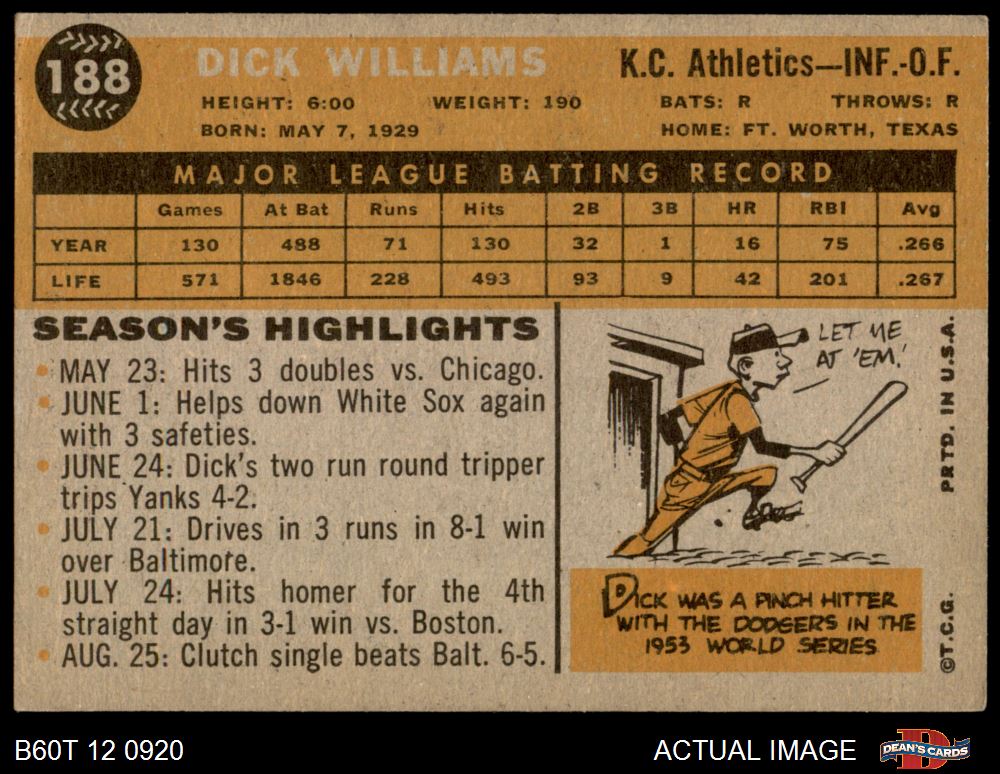 188
DICK WILLIAMS
K.C. Athletics—INF.-O.F.
HEIGHT: 6:00 WEIGHT: 190 BATS: R THROWS: R
BORN: MAY 7, 1929 HOME: FT. WORTH, TEXAS
MAJOR LEAGUE BATTING RECORD
Games At Bat Runs Hits 2B 3B HR RBI Avg
YEAR 130 488 71 130 32 1 16 75 .266
LIFE 571 1846 228 493 93 9 42 201 .267
SEASON'S HIGHLIGHTS
• MAY 23: Hits 3 doubles vs. Chicago.
• JUNE 1: Helps down White Sox again
with 3 safeties.
• JUNE 24: Dick's two run round tripper
trips Yanks 4-2.
• JULY 21: Drives in 3 runs in 8-1 win
over Baltimore.
• JULY 24: Hits homer for the 4th
straight day in 3-1 win vs. Boston.
• AUG. 25: Clutch single beats Balt. 6-5.
LET ME
AT 'EM!
DICK WAS A PINCH HITTER
WITH THE DODGERS IN THE
1953 WORLD SERIES
PRTD. IN U.S.A.
©T.C.G.
B60T 12 0920
ACTUAL IMAGE
DEAN'S CARDS